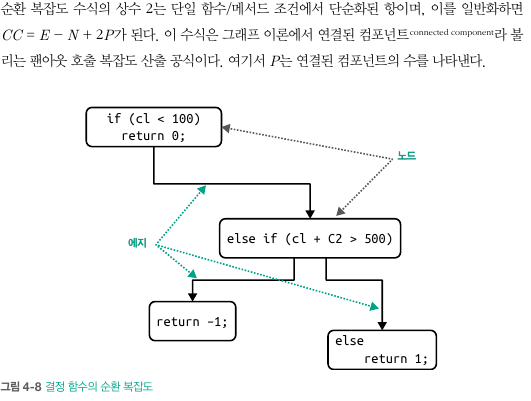 순환 복잡도 수식의 상수 2는 단일 함수/메서드 조건에서 단순화된 항이며, 이를 일반화하면
CC = E − N + 2P가 된다. 이 수식은 그래프 이론에서 연결된 컴포넌트connected component라 불
리는 팬아웃 호출 복잡도 산출 공식이다. 여기서 P는 연결된 컴포넌트의 수를 나타낸다.
if (cl < 100)
return 0;
노드
else if (cl + C2 > 500)
에지
return -1;
else
return 1;
그림 4-8 결정 함수의 순환 복잡도